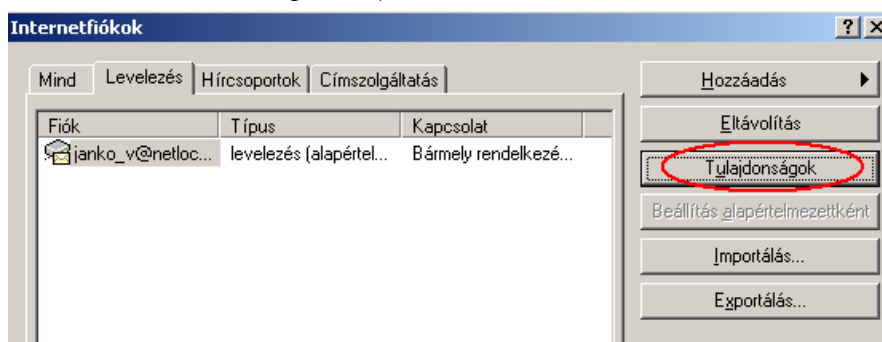 Internetfiókok
Mind Levelezés Hírcsoportok Címszolgáltatás
Fiók Típus Kapcsolat
janko_v@netloc... levelezés (alapértel... Bármely rendelkezé...
Hozzáadás
Eltávolítás
Tulajdonságok
Beállítás alapértelmezettként
Importálás...
Exportálás...